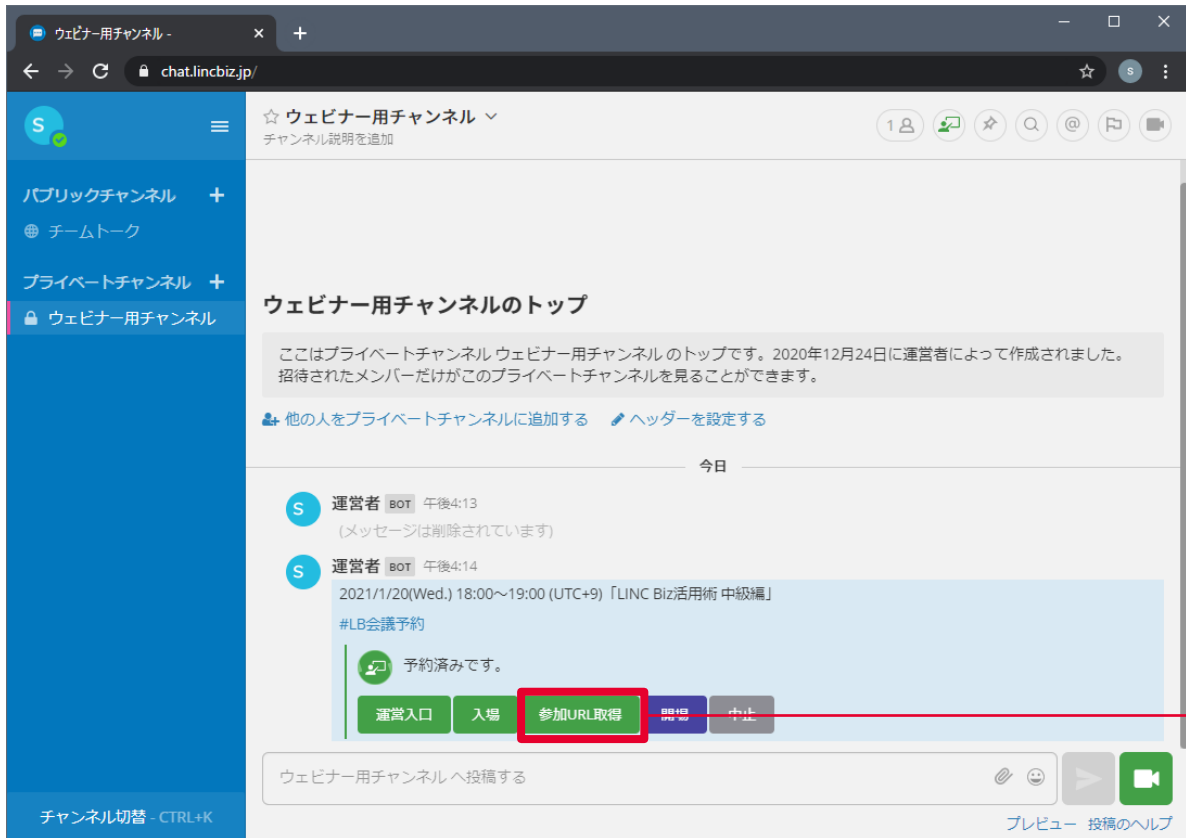 ウェビナー用チャンネル -
chat.lincbiz.jp/
s
S
☆ ウェビナー用チャンネル
チャンネル説明を追加
1
@
パブリックチャンネル +
チームトーク
プライベートチャンネル +
ウェビナー用チャンネル
ウェビナー用チャンネルのトップ
ここはプライベートチャンネル ウェビナー用チャンネル のトップです。2020年12月24日に運営者によって作成されました。
招待されたメンバーだけがこのプライベートチャンネルを見ることができます。
他の人をプライベートチャンネルに追加する ヘッダーを設定する
今日
S 運営者 BOT 午後4:13
(メッセージは削除されています)
S 運営者 BOT 午後4:14
2021/1/20(Wed.) 18:00～19:00 (UTC+9)「LINC Biz活用術 中級編」
#LB会議予約
予約済みです。
運営入口 入場 参加URL取得 開場 中止
ウェビナー用チャンネル へ投稿する
チャンネル切替 - CTRL+K
プレビュー 投稿のヘルプ